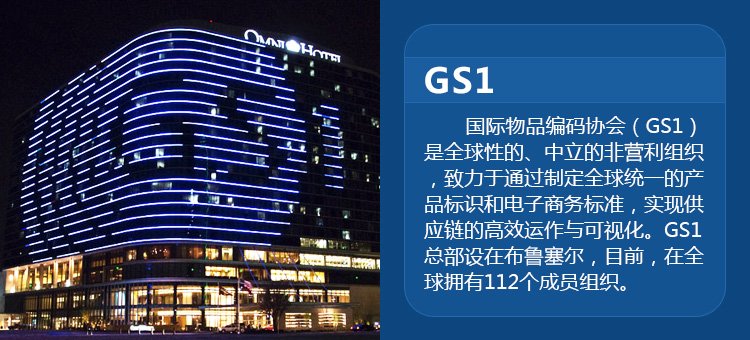 OMNI HOTEL
GS1
国际物品编码协会（GS1）
是全球性的、中立的非营利组织
，致力于通过制定全球统一的产
品标识和电子商务标准，实现供
应链的高效运作与可视化。GS1
总部设在布鲁塞尔，目前，在全
球拥有112个成员组织。